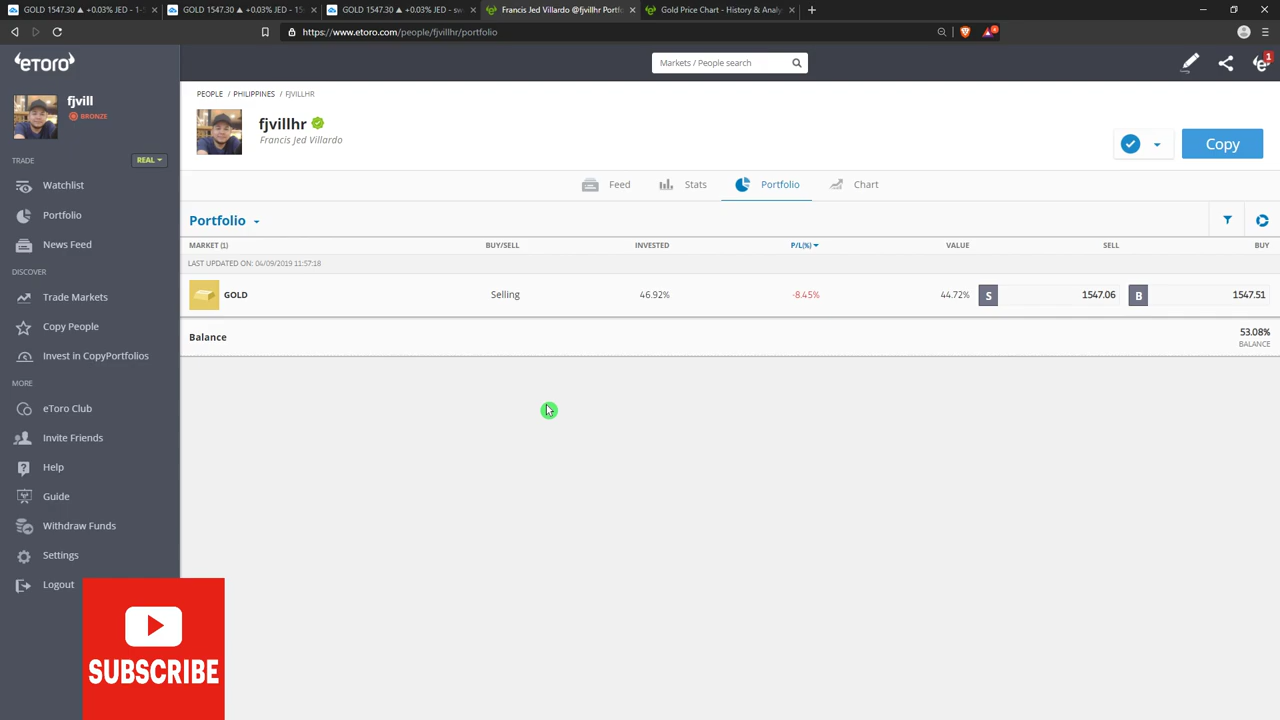 GOLD 1547.30 ▲ +0.03% JED - 1-
GOLD 1547.30 ▲ +0.03% JED - 15
GOLD 1547.30 ▲ +0.03% JED - sw
Francis Jed Villardo @fjvillhr Portf
Gold Price Chart - History & Analy
https://www.etoro.com/people/fjvillhr/portfolio
eTORO
Markets / People search
1
fjvill
BRONZE
TRADE
REAL
Watchlist
Portfolio
News Feed
DISCOVER
Trade Markets
Copy People
Invest in CopyPortfolios
MORE
eToro Club
Invite Friends
Help
Guide
Withdraw Funds
Settings
Logout
PEOPLE / PHILIPPINES / FJVILLHR
fjvillhr
Francis Jed Villardo
Copy
Feed
Stats
Portfolio
Chart
Portfolio
MARKET (1) BUY/SELL INVESTED P/L(%) VALUE SELL BUY
LAST UPDATED ON: 04/09/2019 11:57:18
GOLD Selling 46.92% -8.45% 44.72% S 1547.06 B 1547.51
Balance 53.08%
BALANCE
SUBSCRIBE